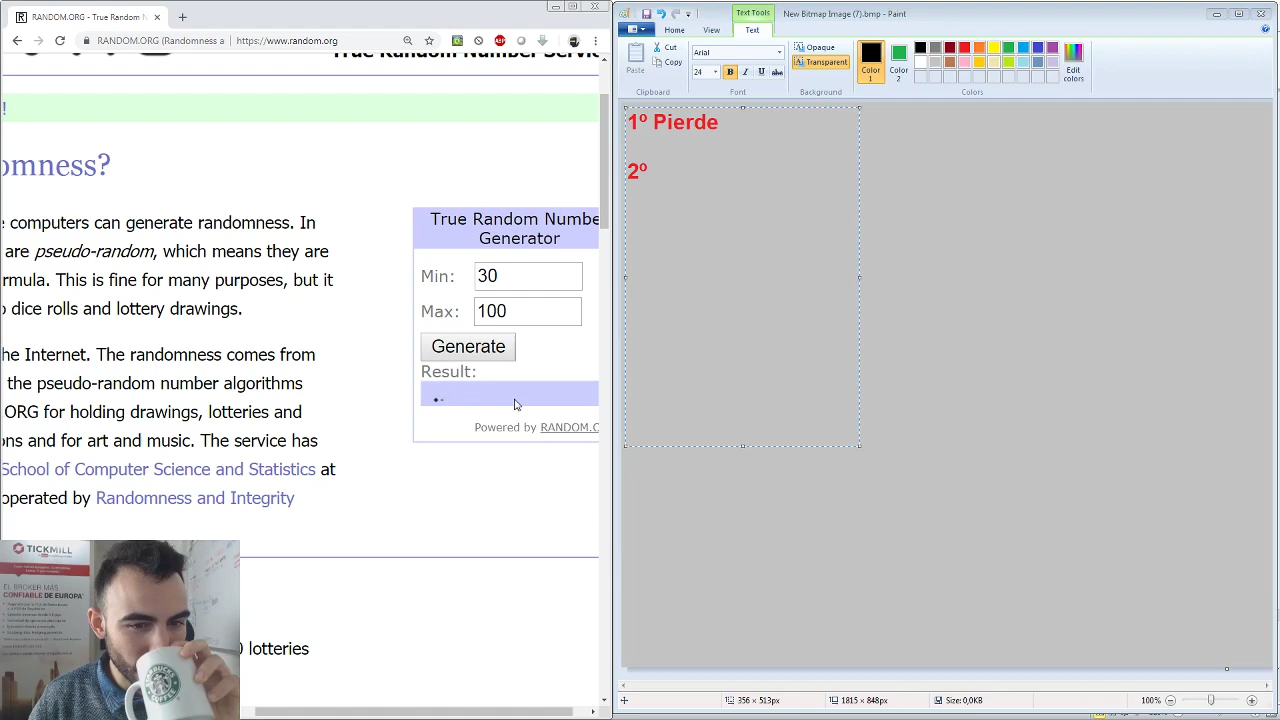 RANDOM.ORG - True Random N
RANDOM.ORG (Randomness a
https://www.random.org
True Random Number Servic
!
omness?
e computers can generate randomness. In
are pseudo-random, which means they are
rmula. This is fine for many purposes, but it
o dice rolls and lottery drawings.
he Internet. The randomness comes from
the pseudo-random number algorithms
ORG for holding drawings, lotteries and
ons and for art and music. The service has
School of Computer Science and Statistics at
operated by Randomness and Integrity
True Random Numbe
Generator
Min: 30
Max: 100
Generate
Result:
Powered by RANDOM.O
lotteries
TICKMILL
EL BROKER MÁS
CONFIABLE DE EUROPA
STARBUCKS
COFFEE
Text Tools
New Bitmap Image (7).bmp - Paint
Home
View
Text
Paste
Cut
Copy
Clipboard
Arial
24
B I U abc
Font
Opaque
Transparent
Background
Color 1
Color 2
Edit colors
Colors
1º Pierde
2º
356 × 513px
1815 × 848px
Size: 0,0KB
100%